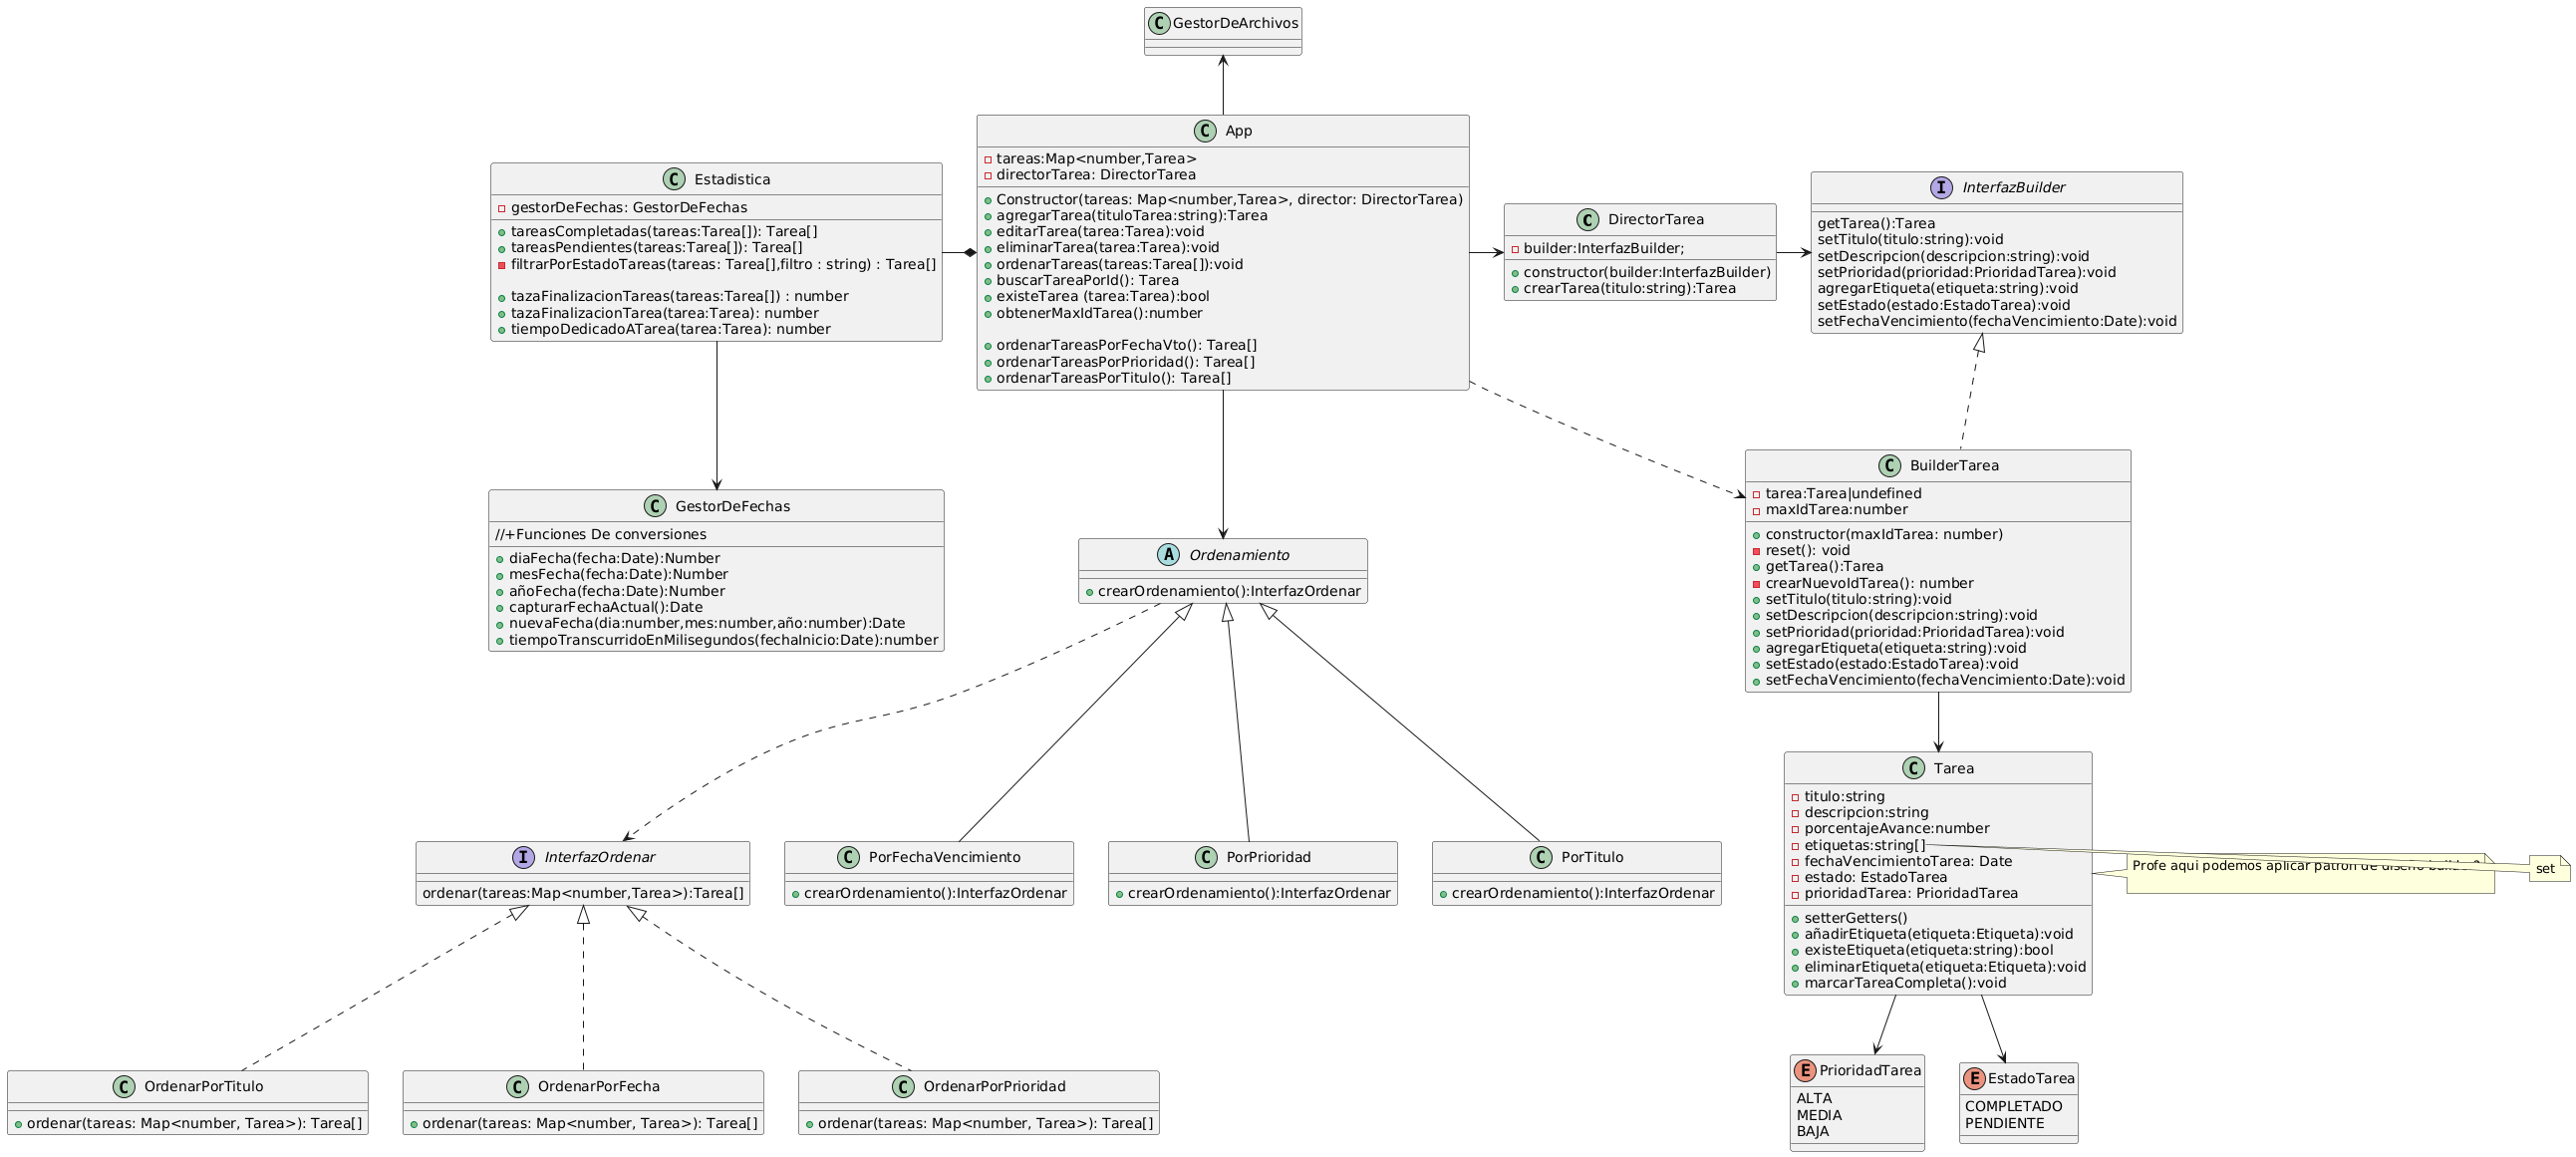 GestorDeArchivos
App
tareas:Map<number,Tarea>
directorTarea: DirectorTarea
Constructor(tareas: Map<number,Tarea>, director: DirectorTarea)
agregarTarea(tituloTarea:string):Tarea
editarTarea(tarea:Tarea):void
eliminarTarea(tarea:Tarea):void
ordenarTareas(tareas:Tarea[]):void
buscarTareaPorId(): Tarea
existeTarea (tarea:Tarea):bool
obtenerMaxIdTarea():number
ordenarTareasPorFechaVto(): Tarea[]
ordenarTareasPorPrioridad(): Tarea[]
ordenarTareasPorTitulo(): Tarea[]
Estadistica
gestorDeFechas: GestorDeFechas
tareasCompletadas(tareas:Tarea[]): Tarea[]
tareasPendientes(tareas:Tarea[]): Tarea[]
filtrarPorEstadoTareas(tareas: Tarea[],filtro : string) : Tarea[]
tazaFinalizacionTareas(tareas:Tarea[]) : number
tazaFinalizacionTarea(tarea:Tarea): number
tiempoDedicadoATarea(tarea:Tarea): number
DirectorTarea
builder:InterfazBuilder;
constructor(builder:InterfazBuilder)
crearTarea(titulo:string):Tarea
InterfazBuilder
getTarea():Tarea
setTitulo(titulo:string):void
setDescripcion(descripcion:string):void
setPrioridad(prioridad:PrioridadTarea):void
agregarEtiqueta(etiqueta:string):void
setEstado(estado:EstadoTarea):void
setFechaVencimiento(fechaVencimiento:Date):void
GestorDeFechas
//+Funciones De conversiones
diaFecha(fecha:Date):Number
mesFecha(fecha:Date):Number
añoFecha(fecha:Date):Number
capturarFechaActual():Date
nuevaFecha(dia:number,mes:number,año:number):Date
tiempoTranscurridoEnMilisegundos(fechaInicio:Date):number
Ordenamiento
crearOrdenamiento():InterfazOrdenar
BuilderTarea
tarea:Tarea|undefined
maxIdTarea:number
constructor(maxIdTarea: number)
reset(): void
getTarea():Tarea
crearNuevoIdTarea(): number
setTitulo(titulo:string):void
setDescripcion(descripcion:string):void
setPrioridad(prioridad:PrioridadTarea):void
agregarEtiqueta(etiqueta:string):void
setEstado(estado:EstadoTarea):void
setFechaVencimiento(fechaVencimiento:Date):void
InterfazOrdenar
ordenar(tareas:Map<number,Tarea>):Tarea[]
PorFechaVencimiento
crearOrdenamiento():InterfazOrdenar
PorPrioridad
crearOrdenamiento():InterfazOrdenar
PorTitulo
crearOrdenamiento():InterfazOrdenar
Tarea
titulo:string
descripcion:string
porcentajeAvance:number
etiquetas:string[]
fechaVencimientoTarea: Date
estado: EstadoTarea
prioridadTarea: PrioridadTarea
setterGetters()
añadirEtiqueta(etiqueta:Etiqueta):void
existeEtiqueta(etiqueta:string):bool
eliminarEtiqueta(etiqueta:Etiqueta):void
marcarTareaCompleta():void
Profe aqui podemos aplicar patron de diseño
set
OrdenarPorTitulo
ordenar(tareas: Map<number, Tarea>): Tarea[]
OrdenarPorFecha
ordenar(tareas: Map<number, Tarea>): Tarea[]
OrdenarPorPrioridad
ordenar(tareas: Map<number, Tarea>): Tarea[]
PrioridadTarea
ALTA
MEDIA
BAJA
EstadoTarea
COMPLETADO
PENDIENTE